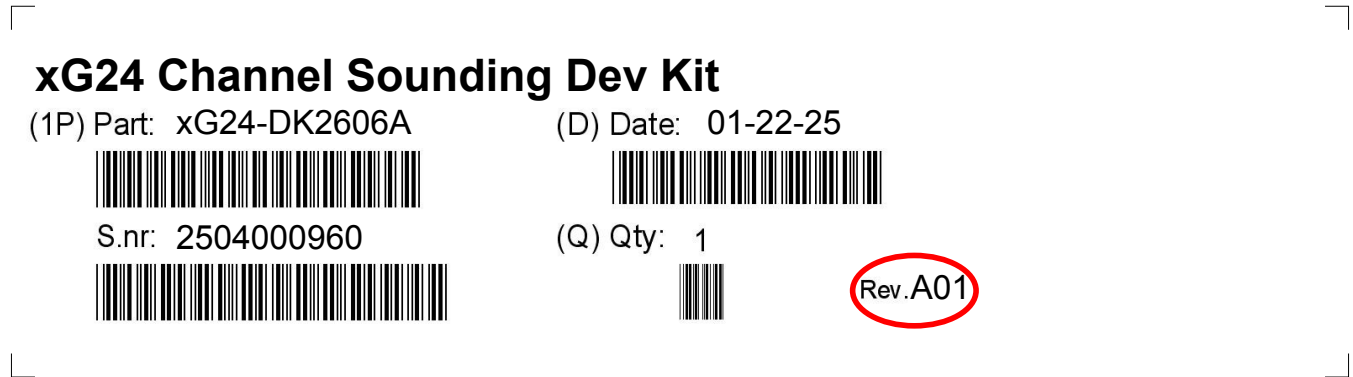 xG24 Channel Sounding Dev Kit
(1P) Part: xG24-DK2606A (D) Date: 01-22-25
S.nr: 2504000960 (Q) Qty: 1
Rev.A01